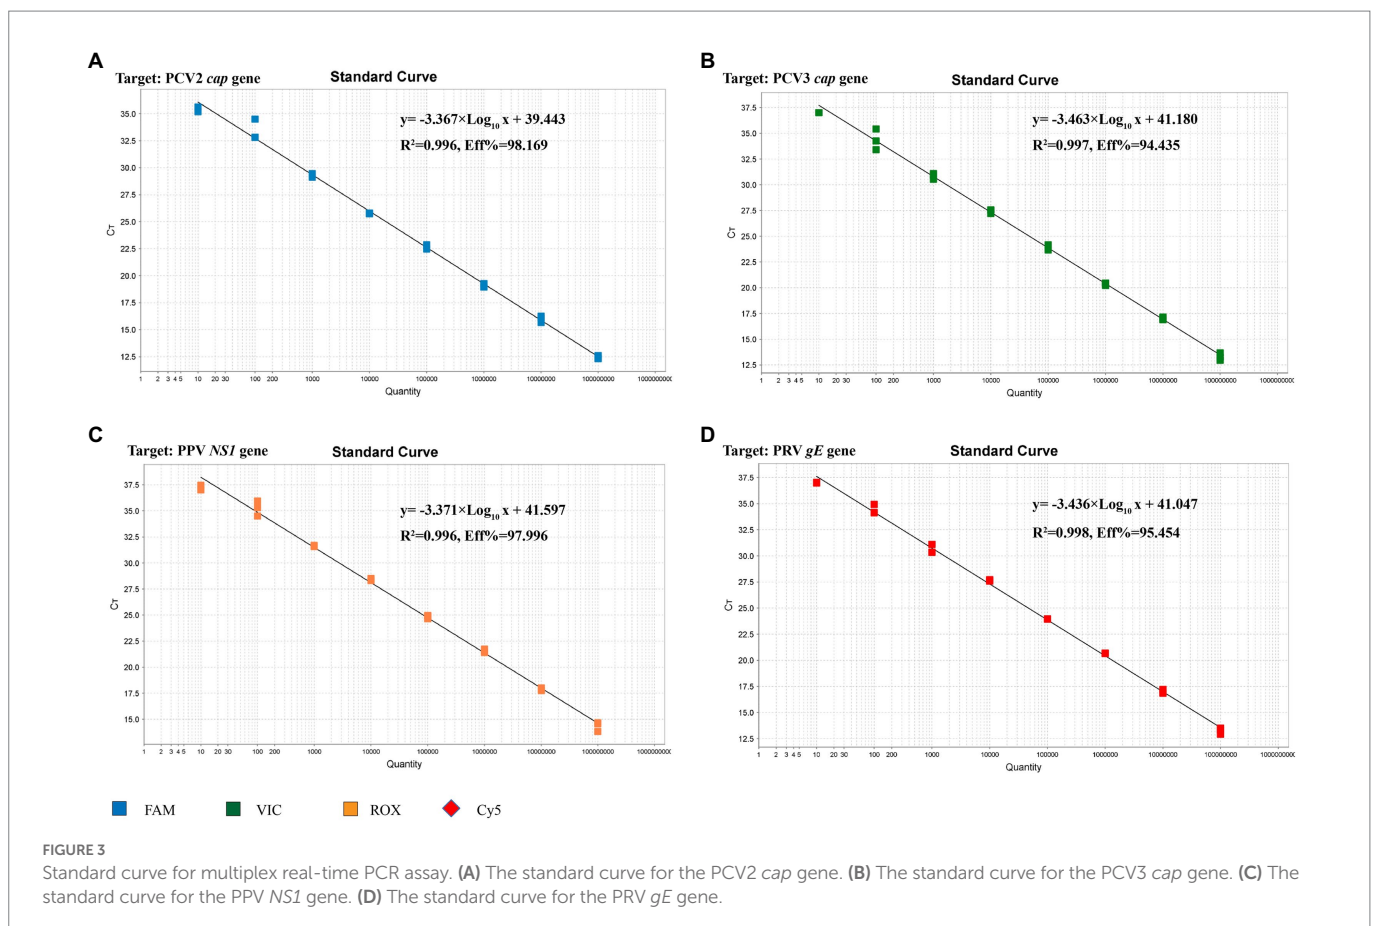 A
Target: PCV2 cap gene
Standard Curve
y= -3.367×Log10 x + 39.443
R2=0.996, Eff%=98.169
35.0
32.5
30.0
27.5
25.0
22.5
20.0
17.5
15.0
12.5
CT
1 2 3 4 5 10 20 30 100 200 1000 10000 100000 1000000 10000000 100000000 1000000000
Quantity
B
Target: PCV3 cap gene
Standard Curve
y= -3.463×Log10 x + 41.180
R2=0.997, Eff%=94.435
37.5
35.0
32.5
30.0
27.5
25.0
22.5
20.0
17.5
15.0
12.5
CT
1 2 3 4 5 10 20 30 100 200 1000 10000 100000 1000000 10000000 100000000
Quantity
C
Target: PPV NS1 gene
Standard Curve
y= -3.371×Log10 x + 41.597
R2=0.996, Eff%=97.996
37.5
35.0
32.5
30.0
27.5
25.0
22.5
20.0
17.5
15.0
CT
1 2 3 4 5 10 20 30 100 200 1000 10000 100000 1000000 10000000 100000000
Quantity
D
Target: PRV gE gene
Standard Curve
y= -3.436×Log10 x + 41.047
R2=0.998, Eff%=95.454
37.5
35.0
32.5
30.0
27.5
25.0
22.5
20.0
17.5
15.0
12.5
CT
1 2 3 4 5 10 20 30 100 200 1000 10000 100000 1000000 10000000 100000000
Quantity
FAM VIC ROX Cy5
FIGURE 3
Standard curve for multiplex real-time PCR assay. (A) The standard curve for the PCV2 cap gene. (B) The standard curve for the PCV3 cap gene. (C) The
standard curve for the PPV NS1 gene. (D) The standard curve for the PRV gE gene.